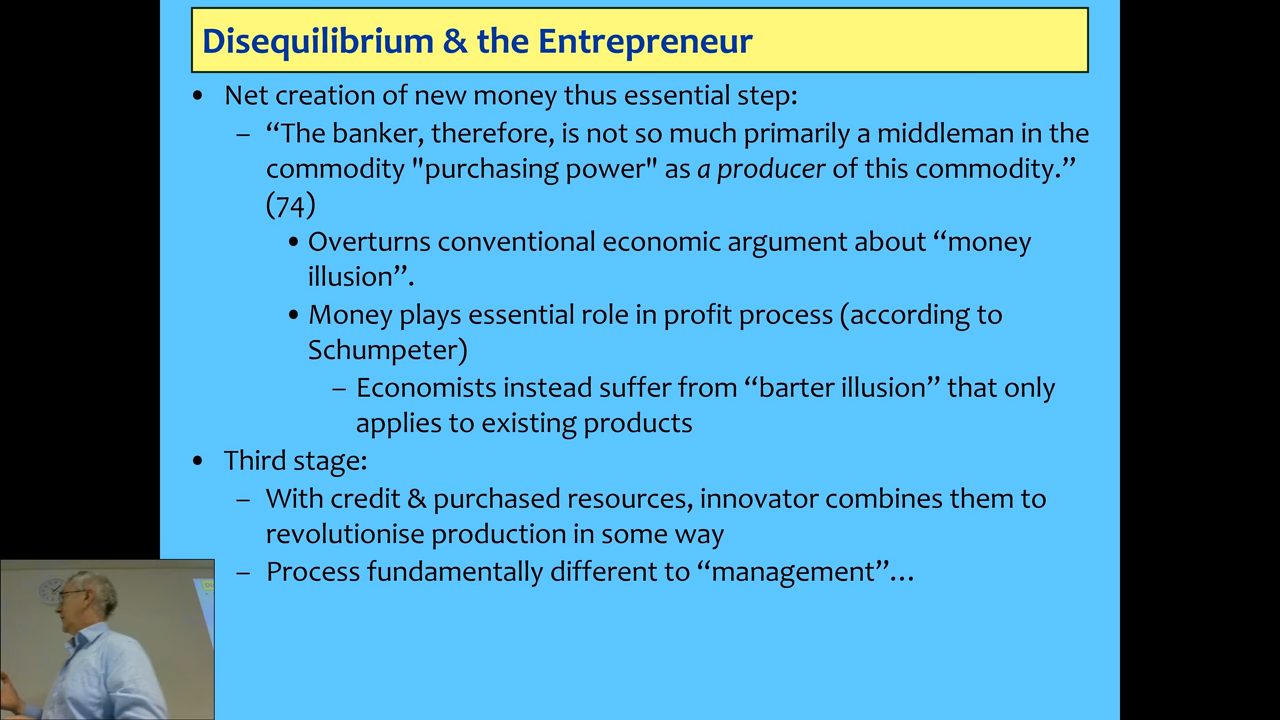 Disequilibrium & the Entrepreneur
• Net creation of new money thus essential step:
– “The banker, therefore, is not so much primarily a middleman in the
commodity "purchasing power" as a producer of this commodity.”
(74)
• Overturns conventional economic argument about “money
illusion”.
• Money plays essential role in profit process (according to
Schumpeter)
– Economists instead suffer from “barter illusion” that only
applies to existing products
• Third stage:
– With credit & purchased resources, innovator combines them to
revolutionise production in some way
– Process fundamentally different to “management”…